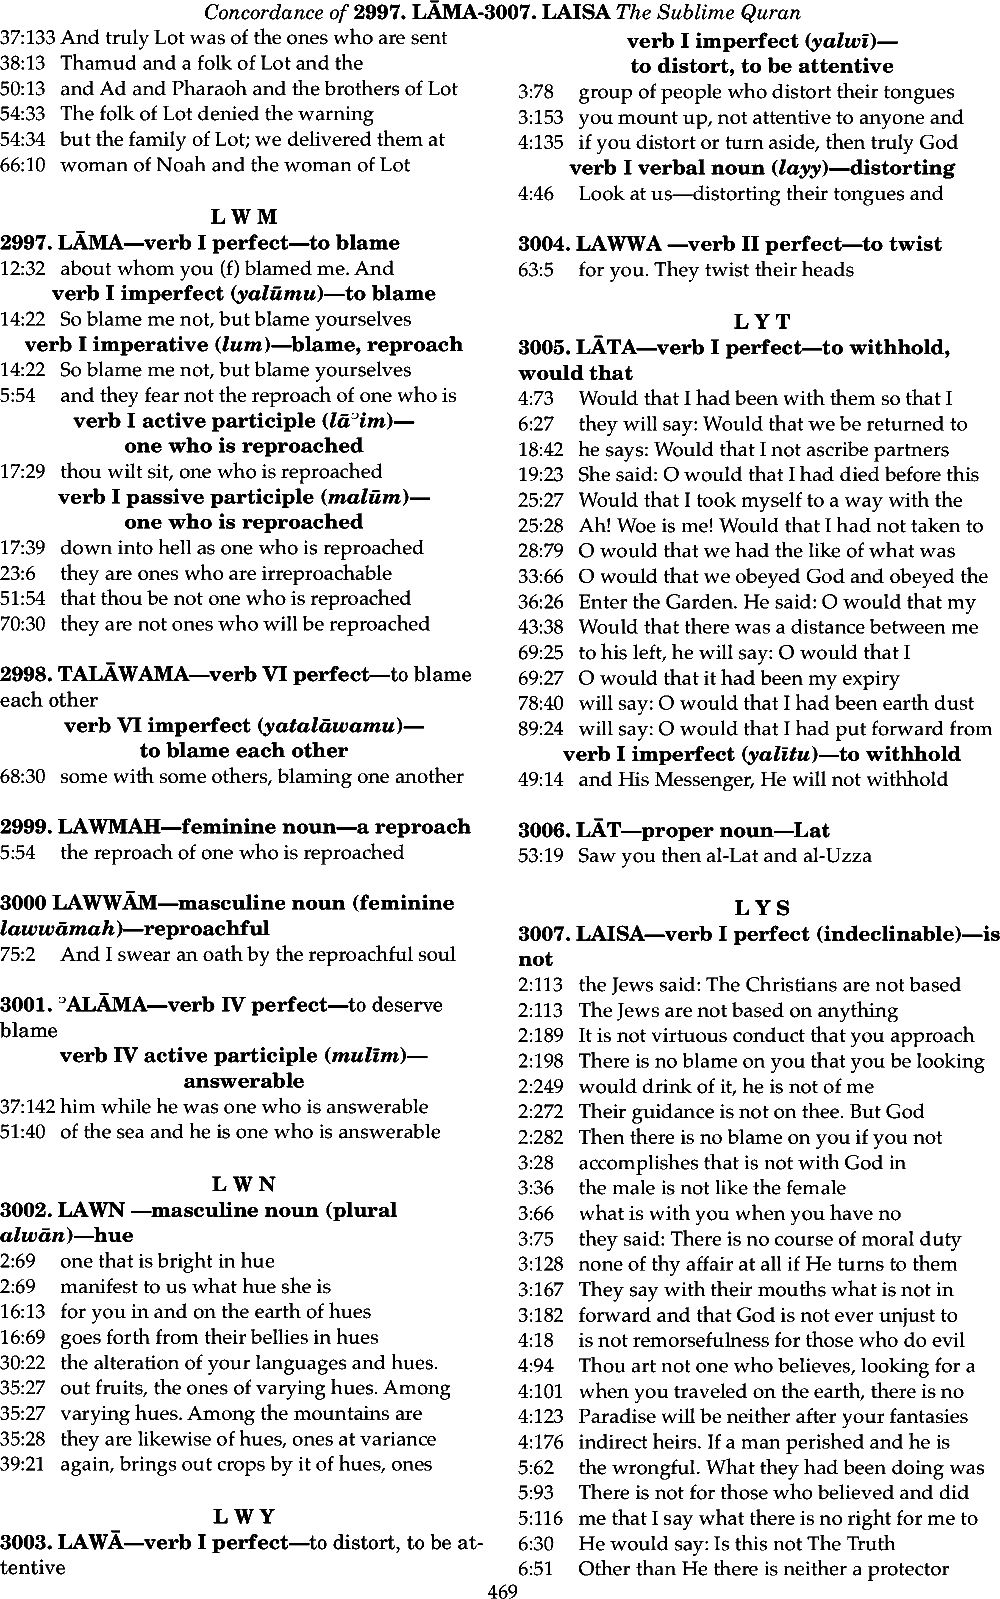 Concordance of 2997. LĀMA-3007. LAISA The Sublime Quran
37:133 And truly Lot was of the ones who are sent
38:13 Thamud and a folk of Lot and the
50:13 and Ad and Pharaoh and the brothers of Lot
54:33 The folk of Lot denied the warning
54:34 but the family of Lot; we delivered them at
66:10 woman of Noah and the woman of Lot
L W M
2997. LĀMA—verb I perfect—to blame
12:32 about whom you (f) blamed me. And
verb I imperfect (yalūmu)—to blame
14:22 So blame me not, but blame yourselves
verb I imperative (lum)—blame, reproach
14:22 So blame me not, but blame yourselves
5:54 and they fear not the reproach of one who is
verb I active participle (lāʾim)—
one who is reproached
17:29 thou wilt sit, one who is reproached
verb I passive participle (malūm)—
one who is reproached
17:39 down into hell as one who is reproached
23:6 they are ones who are irreproachable
51:54 that thou be not one who is reproached
70:30 they are not ones who will be reproached
2998. TALĀWAMA—verb VI perfect—to blame
each other
verb VI imperfect (yatalāwamu)—
to blame each other
68:30 some with some others, blaming one another
2999. LAWMAH—feminine noun—a reproach
5:54 the reproach of one who is reproached
3000 LAWWĀM—masculine noun (feminine
lawwāmah)—reproachful
75:2 And I swear an oath by the reproachful soul
3001. ʾALĀMA—verb IV perfect—to deserve
blame
verb IV active participle (mulīm)—
answerable
37:142 him while he was one who is answerable
51:40 of the sea and he is one who is answerable
L W N
3002. LAWN —masculine noun (plural
alwān)—hue
2:69 one that is bright in hue
2:69 manifest to us what hue she is
16:13 for you in and on the earth of hues
16:69 goes forth from their bellies in hues
30:22 the alteration of your languages and hues.
35:27 out fruits, the ones of varying hues. Among
35:27 varying hues. Among the mountains are
35:28 they are likewise of hues, ones at variance
39:21 again, brings out crops by it of hues, ones
L W Y
3003. LAWĀ—verb I perfect—to distort, to be at-
tentive
verb I imperfect (yalwī)—
to distort, to be attentive
3:78 group of people who distort their tongues
3:153 you mount up, not attentive to anyone and
4:135 if you distort or turn aside, then truly God
verb I verbal noun (layy)—distorting
4:46 Look at us—distorting their tongues and
3004. LAWWA —verb II perfect—to twist
63:5 for you. They twist their heads
L Y T
3005. LĀTA—verb I perfect—to withhold,
would that
4:73 Would that I had been with them so that I
6:27 they will say: Would that we be returned to
18:42 he says: Would that I not ascribe partners
19:23 She said: O would that I had died before this
25:27 Would that I took myself to a way with the
25:28 Ah! Woe is me! Would that I had not taken to
28:79 O would that we had the like of what was
33:66 O would that we obeyed God and obeyed the
36:26 Enter the Garden. He said: O would that my
43:38 Would that there was a distance between me
69:25 to his left, he will say: O would that I
69:27 O would that it had been my expiry
78:40 will say: O would that I had been earth dust
89:24 will say: O would that I had put forward from
verb I imperfect (yalītu)—to withhold
49:14 and His Messenger, He will not withhold
3006. LĀT—proper noun—Lat
53:19 Saw you then al-Lat and al-Uzza
L Y S
3007. LAISA—verb I perfect (indeclinable)—is
not
2:113 the Jews said: The Christians are not based
2:113 The Jews are not based on anything
2:189 It is not virtuous conduct that you approach
2:198 There is no blame on you that you be looking
2:249 would drink of it, he is not of me
2:272 Their guidance is not on thee. But God
2:282 Then there is no blame on you if you not
3:28 accomplishes that is not with God in
3:36 the male is not like the female
3:66 what is with you when you have no
3:75 they said: There is no course of moral duty
3:128 none of thy affair at all if He turns to them
3:167 They say with their mouths what is not in
3:182 forward and that God is not ever unjust to
4:18 is not remorsefulness for those who do evil
4:94 Thou art not one who believes, looking for a
4:101 when you traveled on the earth, there is no
4:123 Paradise will be neither after your fantasies
4:176 indirect heirs. If a man perished and he is
5:62 the wrongful. What they had been doing was
5:93 There is not for those who believed and did
5:116 me that I say what there is no right for me to
6:30 He would say: Is this not The Truth
6:51 Other than He there is neither a protector
469